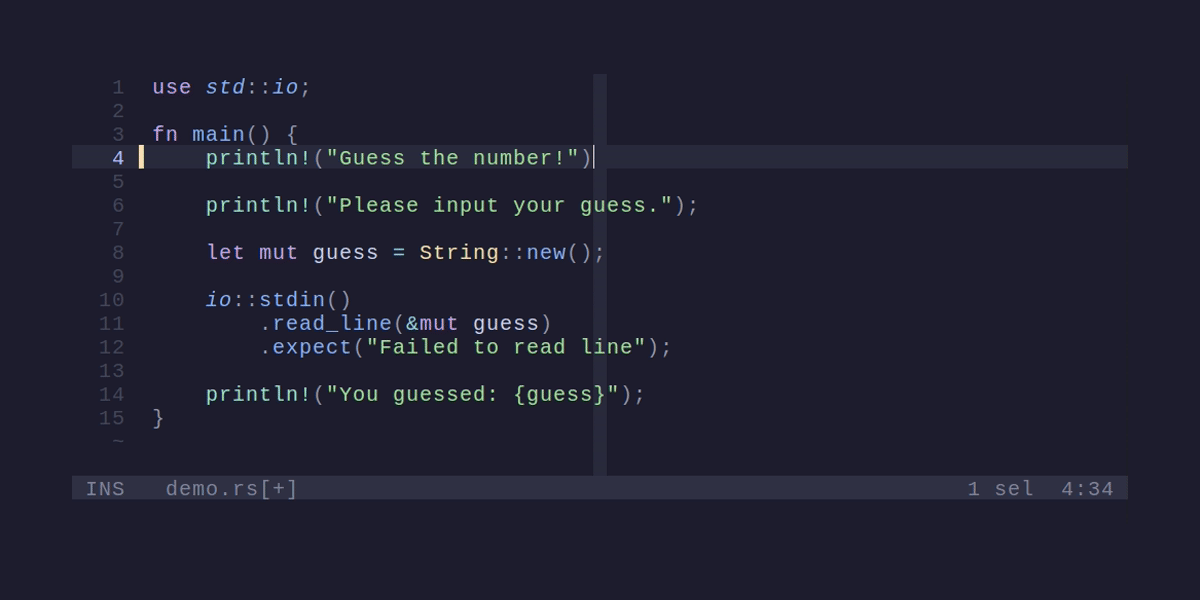 1 use std::io;
2
3 fn main() {
4     println!("Guess the number!")
5
6     println!("Please input your guess.");
7
8     let mut guess = String::new();
9
10     io::stdin()
11         .read_line(&mut guess)
12         .expect("Failed to read line");
13
14     println!("You guessed: {guess}");
15 }
~
INS   demo.rs[+]   1 sel  4:34